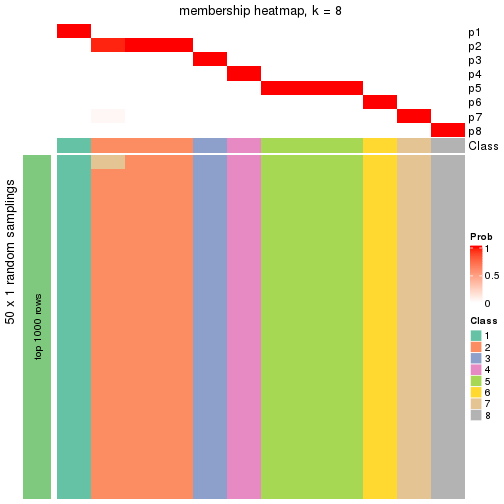 membership heatmap, k = 8
p1
p2
p3
p4
p5
p6
p7
p8
Class
50 x 1 random samplings
top 1000 rows
Prob
1
0.5
0
Class
1
2
3
4
5
6
7
8